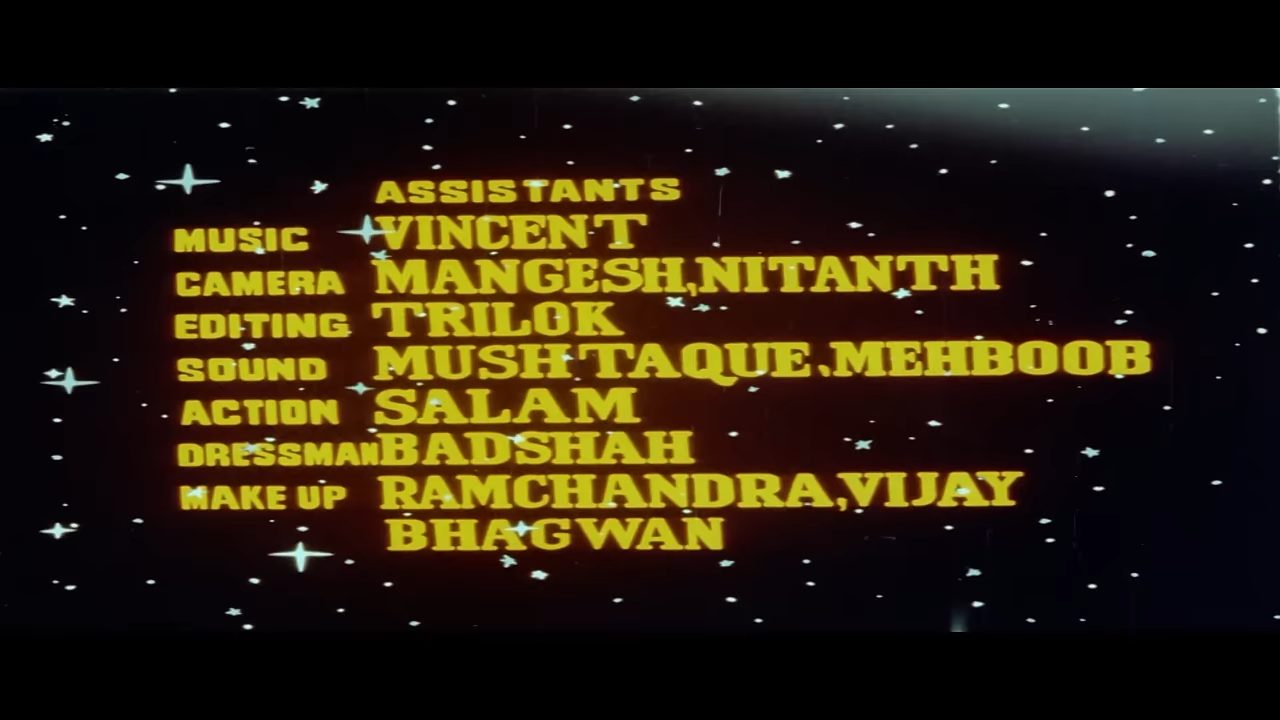 ASSISTANTS
MUSIC VINCENT
CAMERA MANGESH,NITANTH
EDITING TRILOK
SOUND MUSHTAQUE,MEHBOOB
ACTION SALAM
DRESSMAN BADSHAH
MAKE UP RAMCHANDRA,VIJAY
BHAGWAN